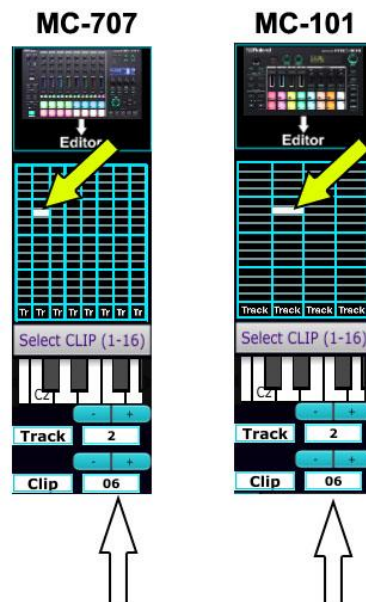 MC-707
MC-101
Editor
Editor
Tr Tr Tr Tr Tr Tr Tr Tr
Track Track Track Track
Select CLIP (1-16)
Select CLIP (1-16)
C2
C2
- +
- +
Track 2
Track 2
- +
- +
Clip 06
Clip 06